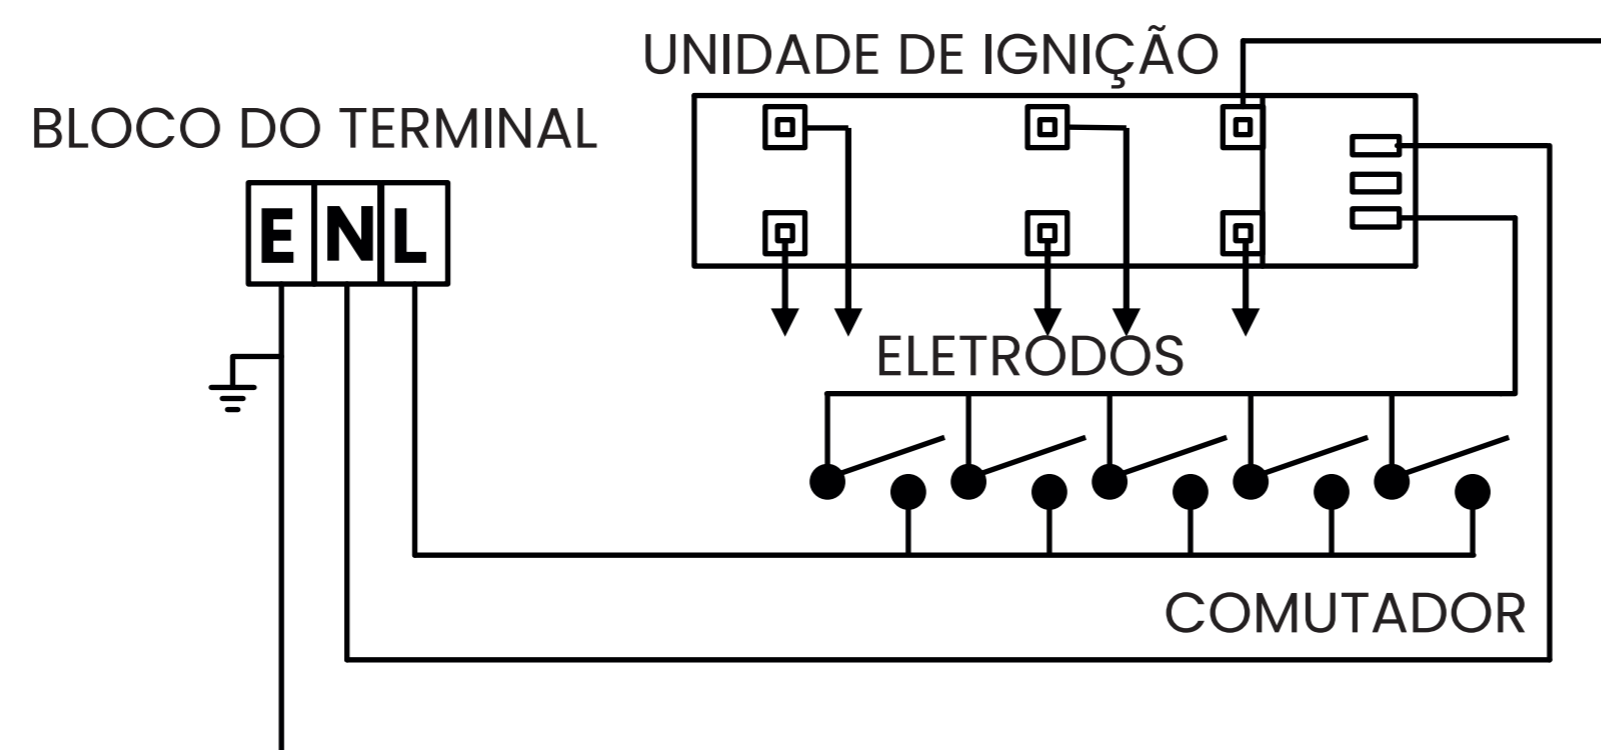 UNIDADE DE IGNIÇÃO
BLOCO DO TERMINAL
E N L
ELETRODOS
COMUTADOR